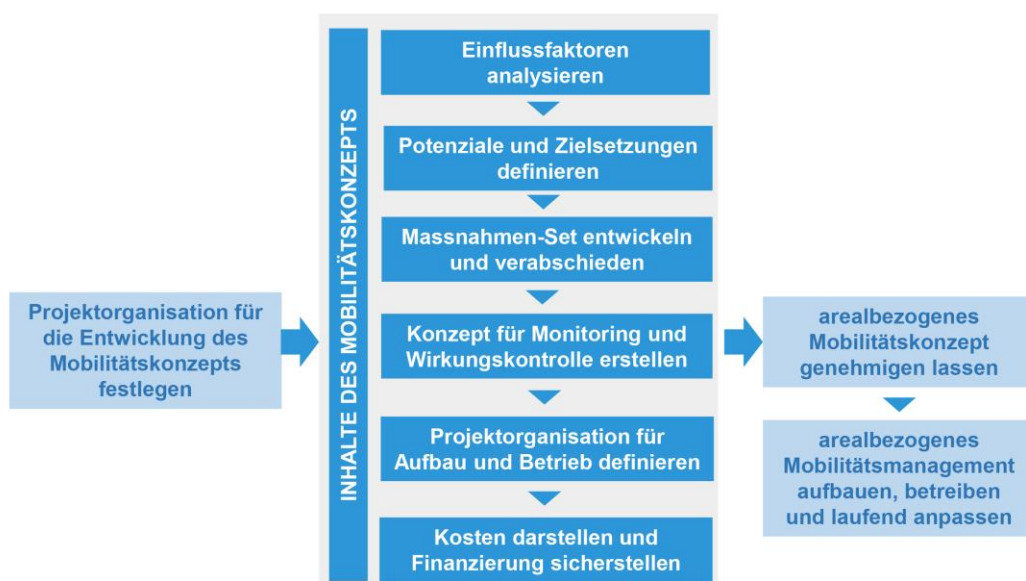 Projektorganisation für
die Entwicklung des
Mobilitätskonzepts
festlegen
INHALTE DES MOBILITÄTSKONZEPTS
Einflussfaktoren
analysieren
Potenziale und Zielsetzungen
definieren
Massnahmen-Set entwickeln
und verabschieden
Konzept für Monitoring und
Wirkungskontrolle erstellen
Projektorganisation für
Aufbau und Betrieb definieren
Kosten darstellen und
Finanzierung sicherstellen
arealbezogenes
Mobilitätskonzept
genehmigen lassen
arealbezogenes
Mobilitätsmanagement
aufbauen, betreiben
und laufend anpassen